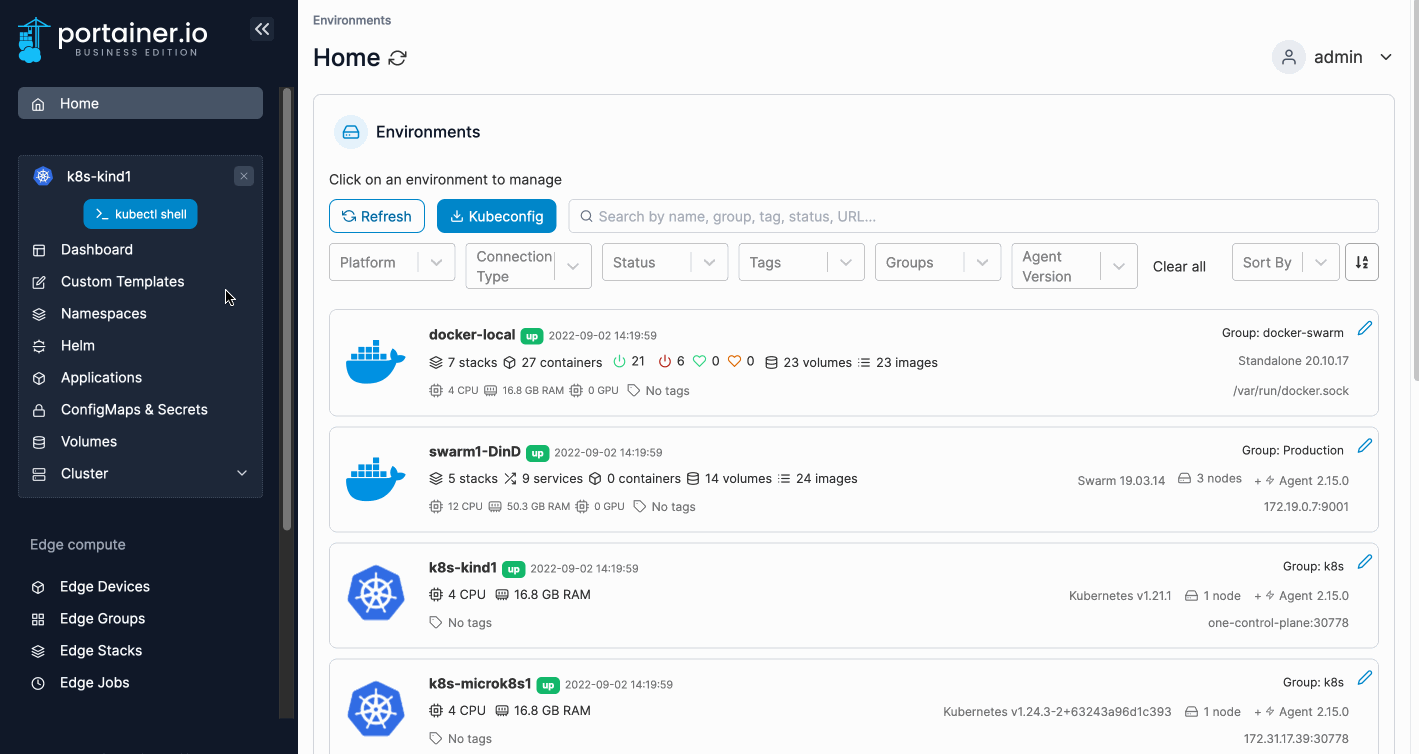 portainer.io
BUSINESS EDITION
Home
k8s-kind1
kubectl shell
Dashboard
Custom Templates
Namespaces
Helm
Applications
ConfigMaps & Secrets
Volumes
Cluster
Edge compute
Edge Devices
Edge Groups
Edge Stacks
Edge Jobs
Environments
Home
admin
Environments
Click on an environment to manage
Refresh
Kubeconfig
Search by name, group, tag, status, URL...
Platform
Connection
Type
Status
Tags
Groups
Agent
Version
Clear all
Sort By
docker-local up 2022-09-02 14:19:59
Group: docker-swarm
7 stacks 27 containers 21 6 0 0 23 volumes 23 images
Standalone 20.10.17
4 CPU 16.8 GB RAM 0 GPU No tags
/var/run/docker.sock
swarm1-DinD up 2022-09-02 14:19:59
Group: Production
5 stacks 9 services 0 containers 14 volumes 24 images
Swarm 19.03.14 3 nodes + Agent 2.15.0
12 CPU 50.3 GB RAM 0 GPU No tags
172.19.0.7:9001
k8s-kind1 up 2022-09-02 14:19:59
Group: k8s
4 CPU 16.8 GB RAM
Kubernetes v1.21.1 1 node + Agent 2.15.0
No tags
one-control-plane:30778
k8s-microk8s1 up 2022-09-02 14:19:59
Group: k8s
4 CPU 16.8 GB RAM
Kubernetes v1.24.3-2+63243a96d1c393 1 node + Agent 2.15.0
No tags
172.31.17.39:30778